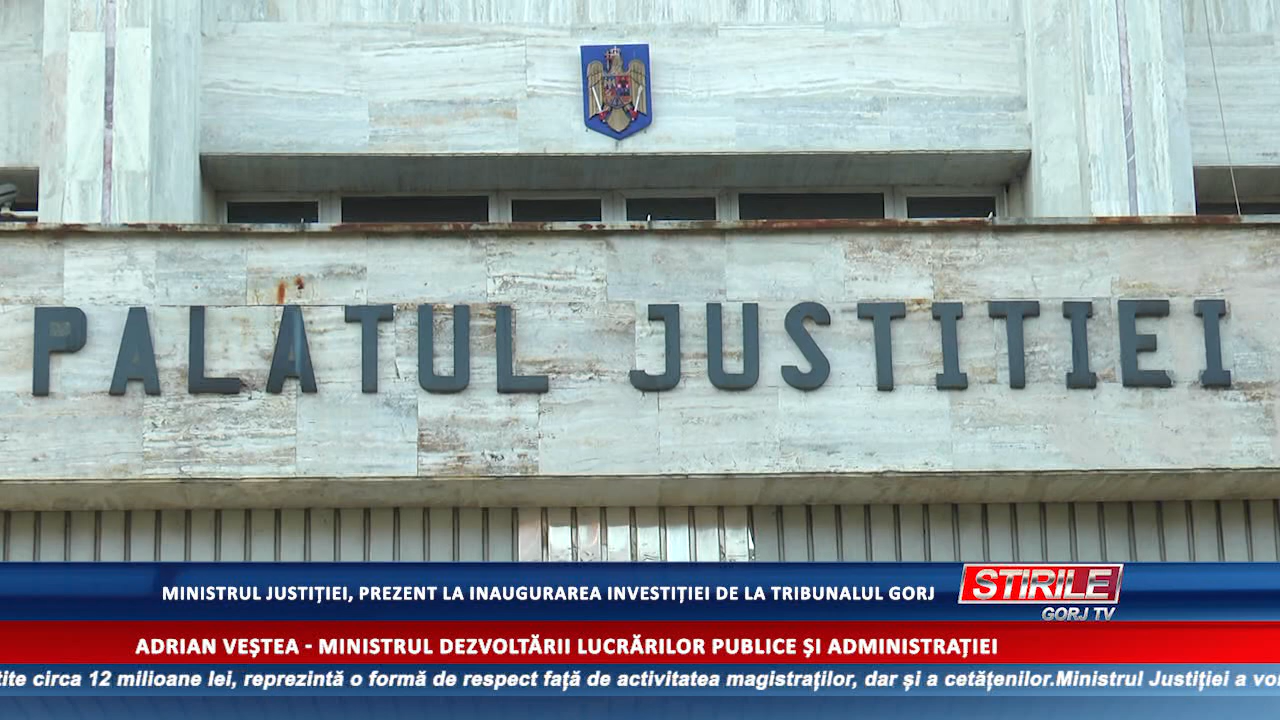 PALATUL JUSTITIEI
MINISTRUL JUSTIȚIEI, PREZENT LA INAUGURAREA INVESTIȚIEI DE LA TRIBUNALUL GORJ
STIRILE
GORJ TV
ADRIAN VEȘTEA - MINISTRUL DEZVOLTĂRII LUCRĂRILOR PUBLICE ȘI ADMINISTRAȚIEI
circa 12 milioane lei, reprezintă o formă de respect față de activitatea magistraților, dar și a cetățenilor.Ministrul Justiției a